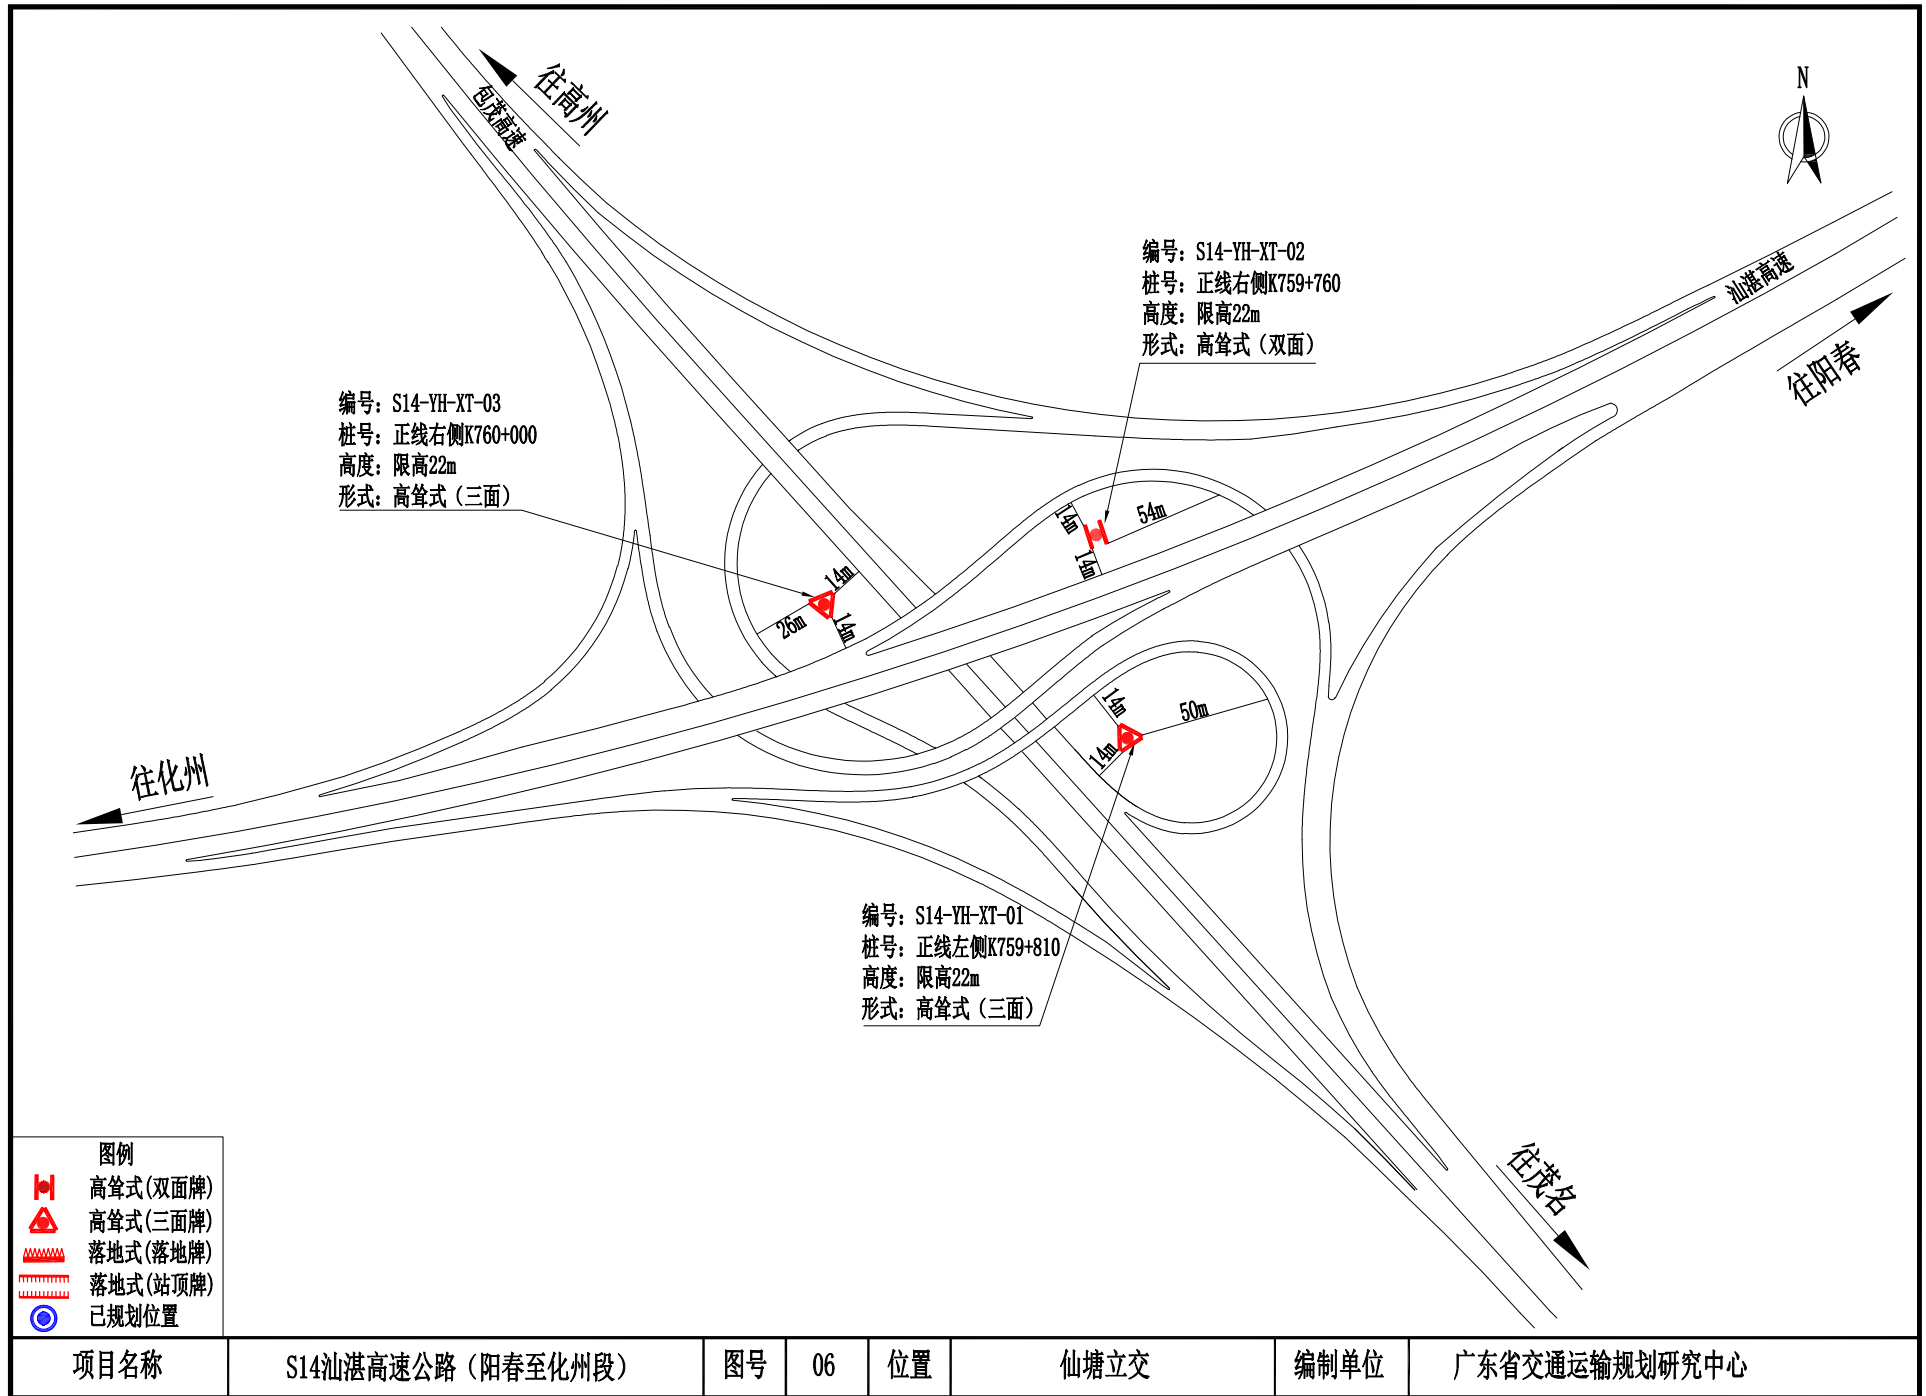 往高州
包茂高速
N
编号：S14-YH-XT-02
桩号：正线右侧K759+760
高度：限高22m
形式：高耸式（双面）
汕湛高速
往阳春
编号：S14-YH-XT-03
桩号：正线右侧K760+000
高度：限高22m
形式：高耸式（三面）
14m
54m
14m
14m
26m
14m
14m
50m
14m
往化州
编号：S14-YH-XT-01
桩号：正线左侧K759+810
高度：限高22m
形式：高耸式（三面）
往茂名
图例
高耸式(双面牌)
高耸式(三面牌)
落地式(落地牌)
落地式(站顶牌)
已规划位置
项目名称 S14汕湛高速公路（阳春至化州段） 图号 06 位置 仙塘立交 编制单位 广东省交通运输规划研究中心